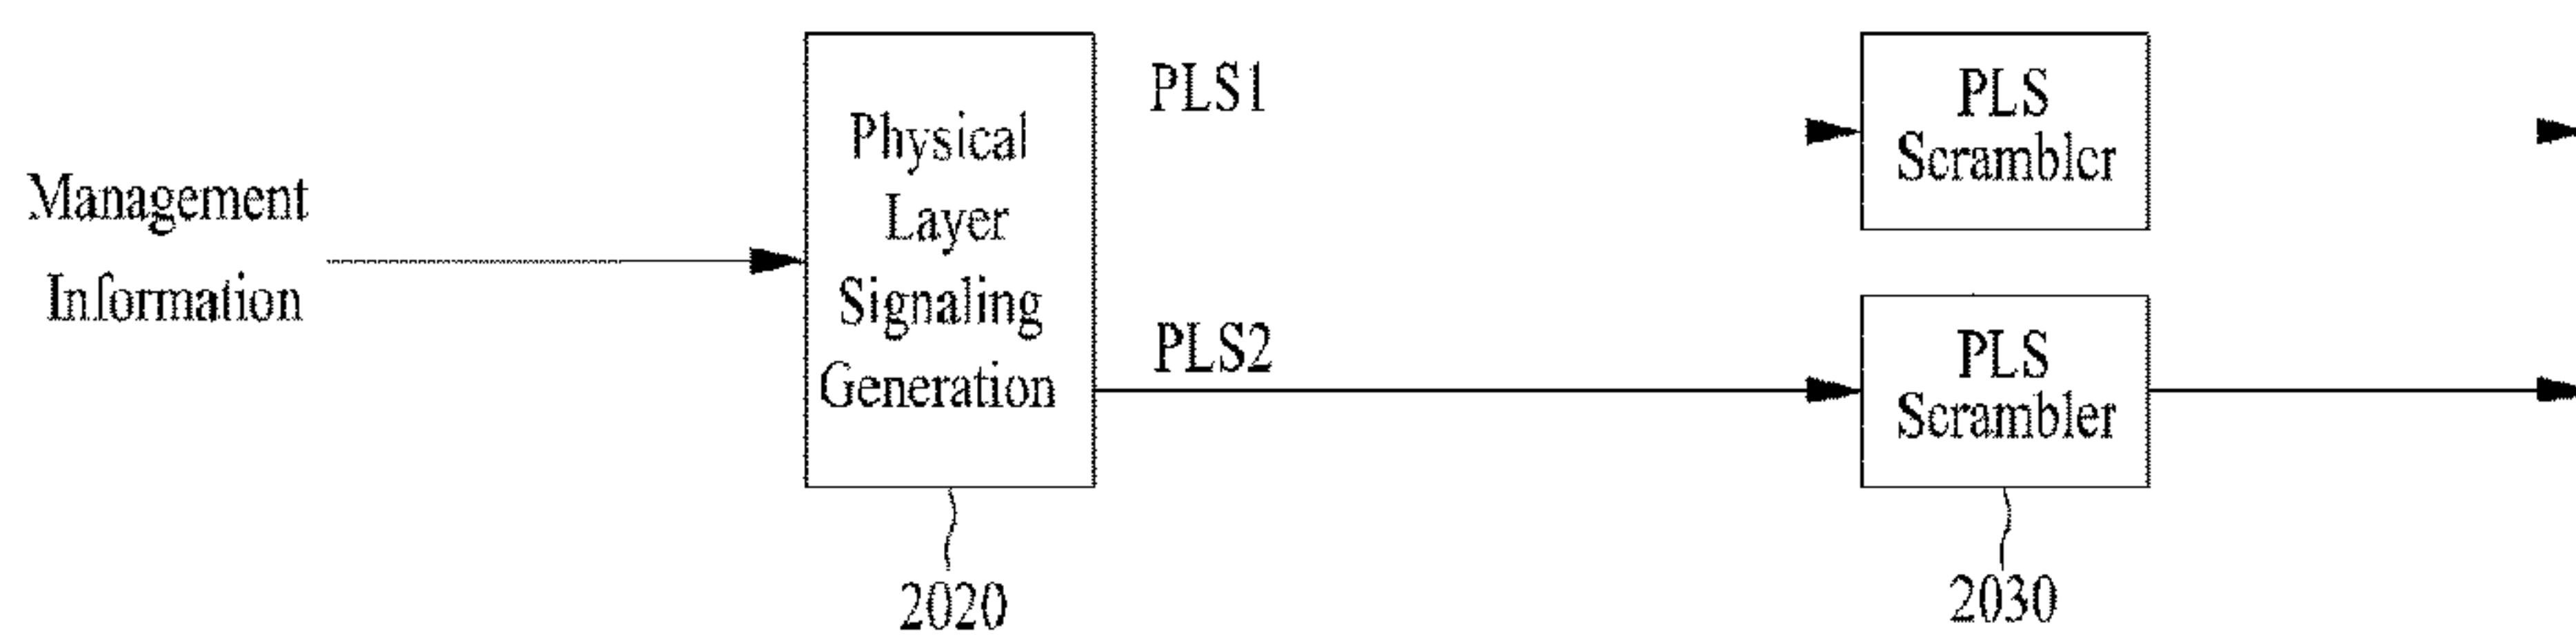 Management
Information
Physical
Layer
Signaling
Generation
PLS1
PLS2
PLS
Scrambler
PLS
Scrambler
2020
2030